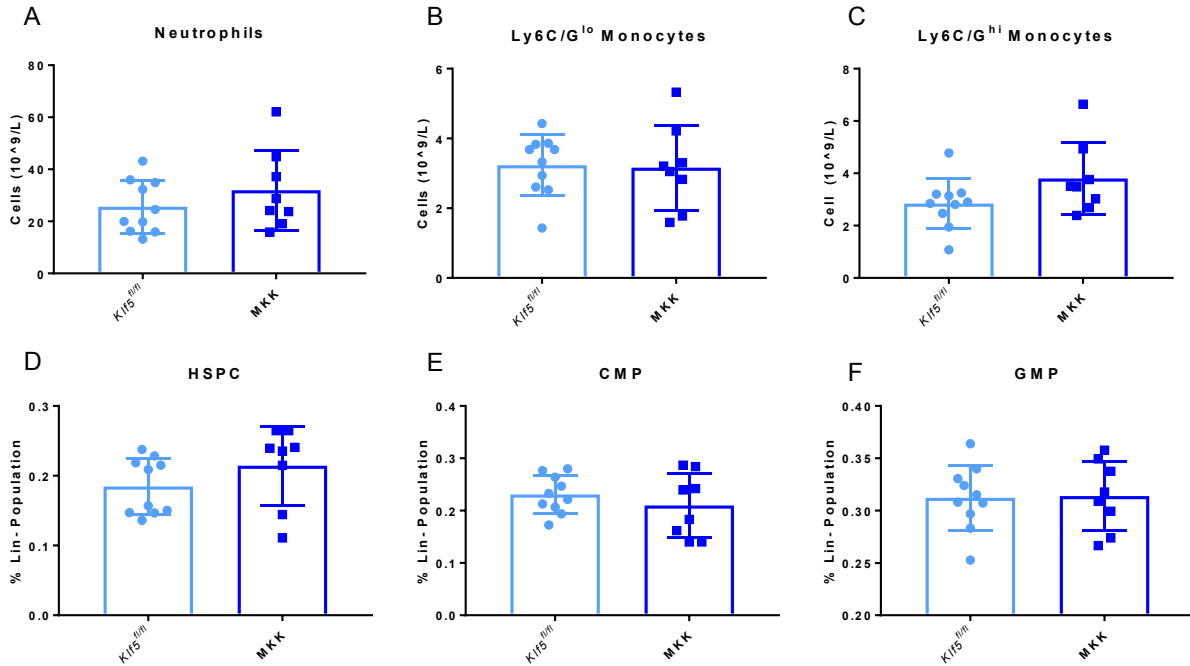 A
Neutrophils
Cells (10^9/L)
80
60
40
20
0
Klf5 fl/fl
MKK
B
Ly6C/G lo Monocytes
Cells (10^9/L)
6
4
2
0
Klf5 fl/fl
MKK
C
Ly6C/G hi Monocytes
Cell (10^9/L)
8
6
4
2
0
Klf5 fl/fl
MKK
D
HSPC
% Lin- Population
0.3
0.2
0.1
0.0
Klf5 fl/fl
MKK
E
CMP
% Lin- Population
0.4
0.3
0.2
0.1
0.0
Klf5 fl/fl
MKK
F
GMP
% Lin- Population
0.40
0.35
0.30
0.25
0.20
Klf5 fl/fl
MKK